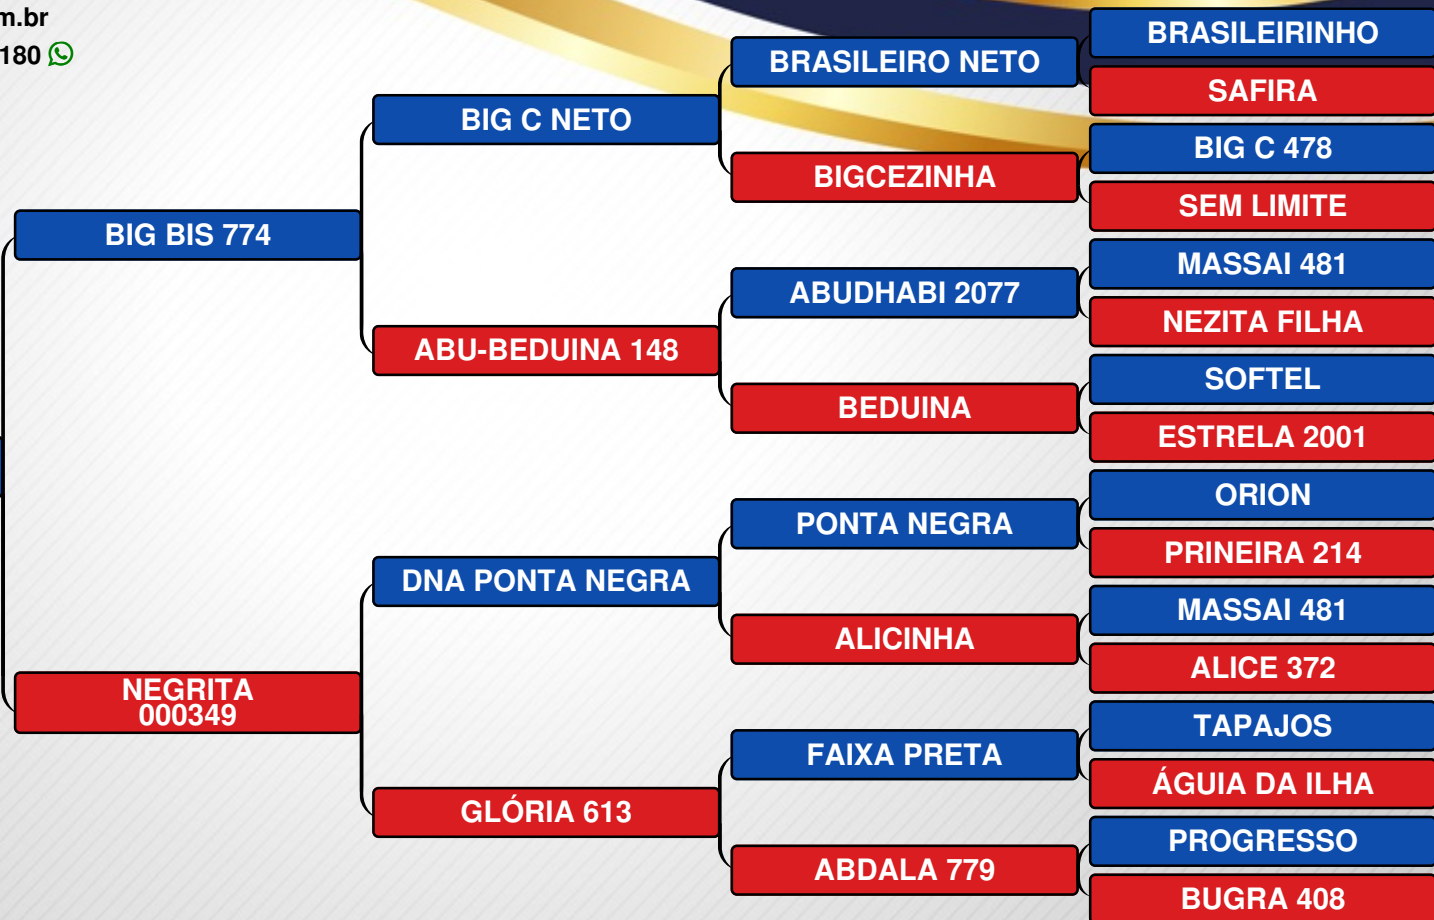 m.br
180
BRASILEIRINHO
BRASILEIRO NETO
SAFIRA
BIG C NETO
BIG C 478
BIGCEZINHA
SEM LIMITE
BIG BIS 774
MASSAI 481
ABUDHABI 2077
NEZITA FILHA
ABU-BEDUINA 148
SOFTEL
BEDUINA
ESTRELA 2001
ORION
PONTA NEGRA
PRINEIRA 214
DNA PONTA NEGRA
MASSAI 481
ALICINHA
ALICE 372
NEGRITA
000349
TAPAJOS
FAIXA PRETA
ÁGUIA DA ILHA
GLÓRIA 613
PROGRESSO
ABDALA 779
BUGRA 408